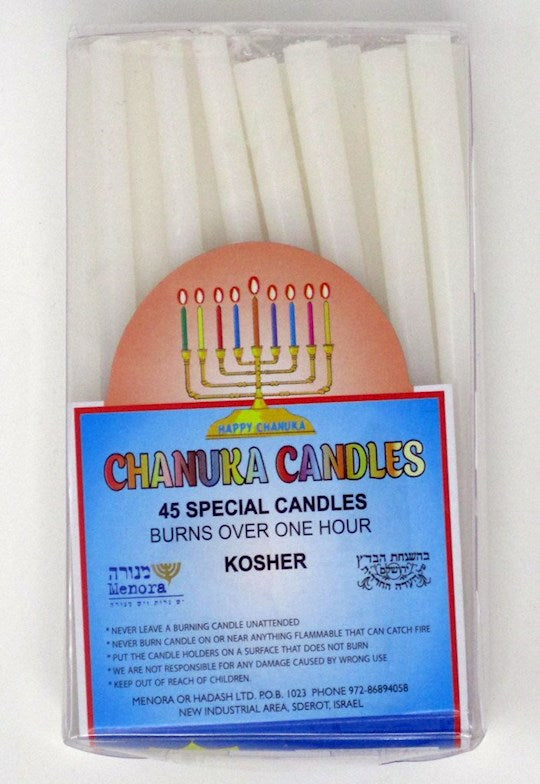 HAPPY CHANUKA
CHANUKA CANDLES
45 SPECIAL CANDLES
BURNS OVER ONE HOUR
KOSHER
מנורה
Menora
בהשגחת הבד״ץ
ירושלים
* NEVER LEAVE A BURNING CANDLE UNATTENDED
* NEVER BURN CANDLE ON OR NEAR ANYTHING FLAMMABLE THAT CAN CATCH FIRE
* PUT THE CANDLE HOLDERS ON A SURFACE THAT DOES NOT BURN
* WE ARE NOT RESPONSIBLE FOR ANY DAMAGE CAUSED BY WRONG USE
* KEEP OUT OF REACH OF CHILDREN.
MENORA OR HADASH LTD. P.O.B. 1023 PHONE 972-86894058
NEW INDUSTRIAL AREA, SDEROT, ISRAEL